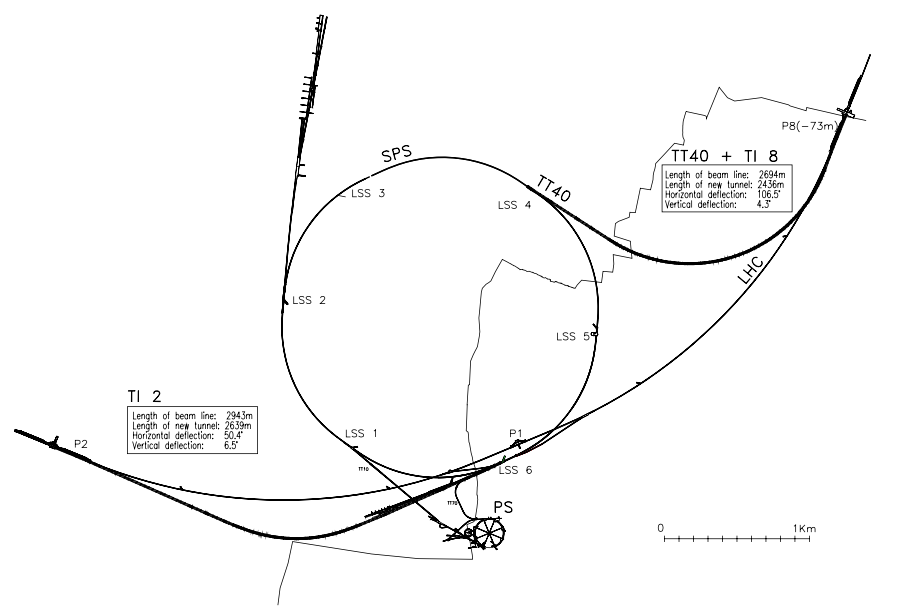 SPS
P8(-73m)
TT40 + TI 8
Length of beam line: 2694m
Length of new tunnel: 2436m
Horizontal deflection: 106.5°
Vertical deflection: 4.3°
TT40
LSS 3
LSS 4
LHC
LSS 2
LSS 5
TI 2
Length of beam line: 2943m
Length of new tunnel: 2639m
Horizontal deflection: 50.4°
Vertical deflection: 6.5°
LSS 1
P1
P2
TT10
LSS 6
TT70
PS
0
1Km